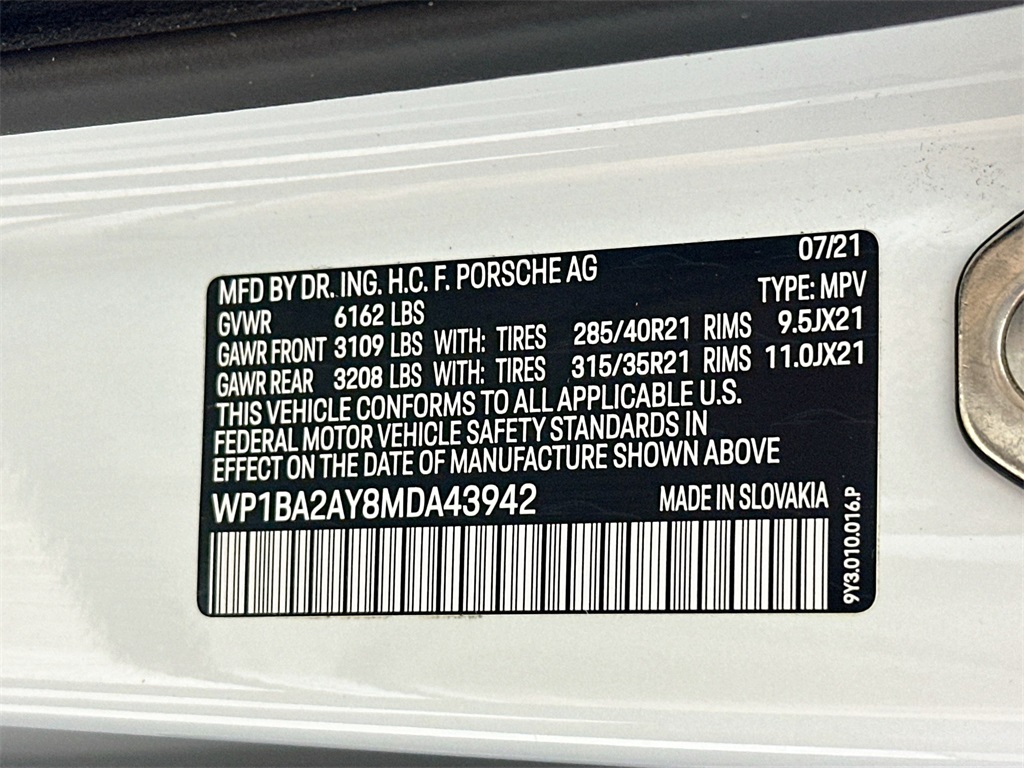 07/21
MFD BY DR. ING. H.C. F. PORSCHE AG
GVWR 6162 LBS TYPE: MPV
GAWR FRONT 3109 LBS WITH: TIRES 285/40R21 RIMS 9.5JX21
GAWR REAR 3208 LBS WITH: TIRES 315/35R21 RIMS 11.0JX21
THIS VEHICLE CONFORMS TO ALL APPLICABLE U.S.
FEDERAL MOTOR VEHICLE SAFETY STANDARDS IN
EFFECT ON THE DATE OF MANUFACTURE SHOWN ABOVE
WP1BA2AY8MDA43942 MADE IN SLOVAKIA
9Y3.010.016.P